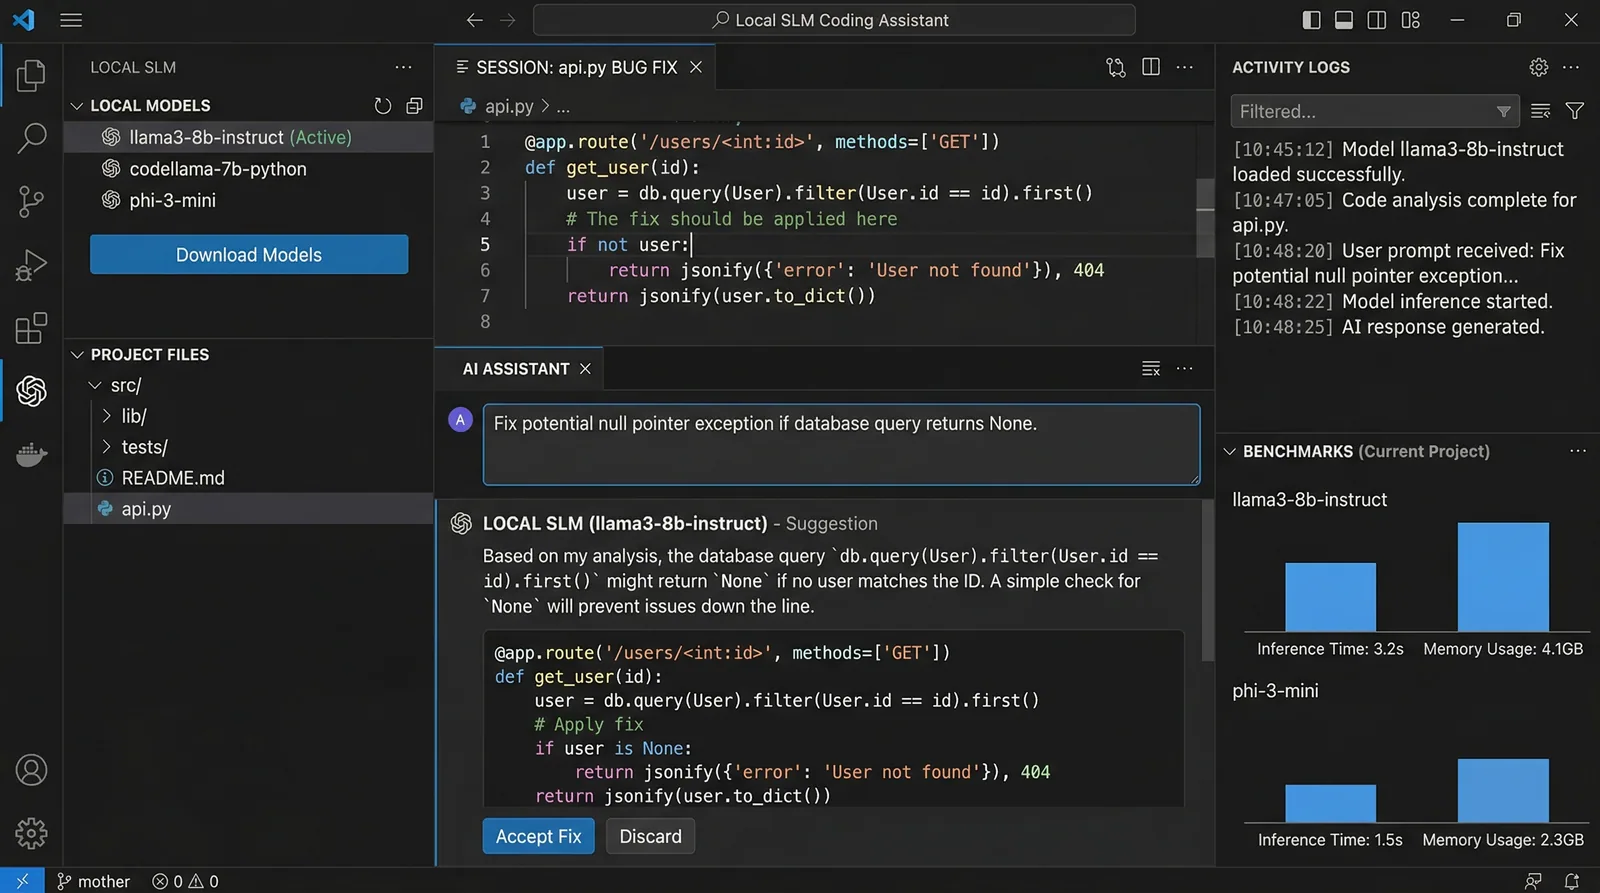 Local SLM Coding Assistant
LOCAL SLM
LOCAL MODELS
llama3-8b-instruct (Active)
codellama-7b-python
phi-3-mini
Download Models
PROJECT FILES
src/
lib/
tests/
README.md
api.py
SESSION: api.py BUG FIX
api.py > ...
1 @app.route('/users/<int:id>', methods=['GET'])
2 def get_user(id):
3 user = db.query(User).filter(User.id == id).first()
4 # The fix should be applied here
5 if not user:
6 return jsonify({'error': 'User not found'}), 404
7 return jsonify(user.to_dict())
8
AI ASSISTANT
A
Fix potential null pointer exception if database query returns None.
LOCAL SLM (llama3-8b-instruct) - Suggestion
Based on my analysis, the database query `db.query(User).filter(User.id ==
id).first()` might return `None` if no user matches the ID. A simple check for
`None` will prevent issues down the line.
@app.route('/users/<int:id>', methods=['GET'])
def get_user(id):
user = db.query(User).filter(User.id == id).first()
# Apply fix
if user is None:
return jsonify({'error': 'User not found'}), 404
return jsonify(user.to_dict())
Accept Fix
Discard
ACTIVITY LOGS
Filtered...
[10:45:12] Model llama3-8b-instruct
loaded successfully.
[10:47:05] Code analysis complete for
api.py.
[10:48:20] User prompt received: Fix
potential null pointer exception...
[10:48:22] Model inference started.
[10:48:25] AI response generated.
BENCHMARKS (Current Project)
llama3-8b-instruct
Inference Time: 3.2s Memory Usage: 4.1GB
phi-3-mini
Inference Time: 1.5s Memory Usage: 2.3GB
mother 0 0